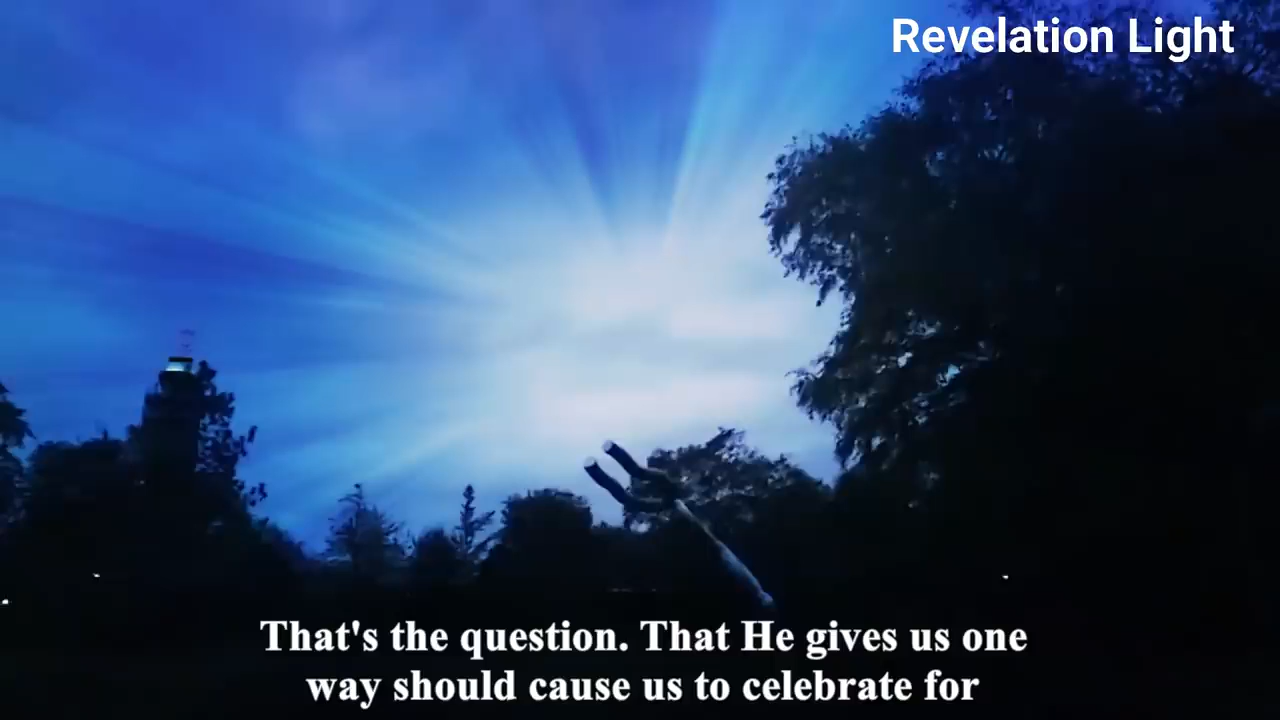 Revelation Light
That's the question. That He gives us one
way should cause us to celebrate for